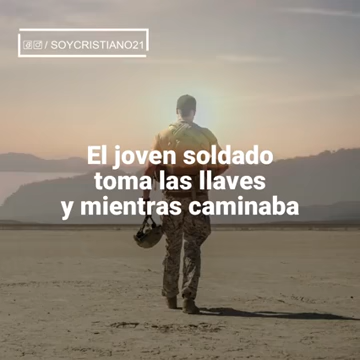 / SOYCRISTIANO21
El joven soldado
toma las llaves
y mientras caminaba